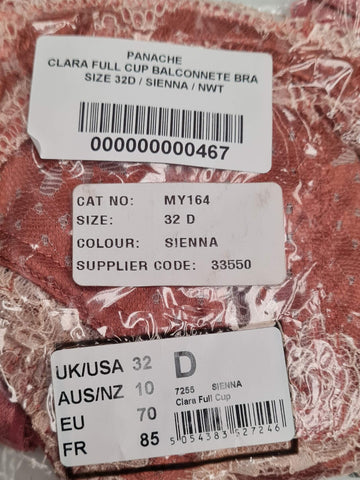 PANACHE
CLARA FULL CUP BALCONNETE BRA
SIZE 32D / SIENNA / NWT
000000000467
CAT NO: MY164
SIZE: 32 D
COLOUR: SIENNA
SUPPLIER CODE: 33550
UK/USA 32 D
AUS/NZ 10
EU 70
FR 85
7255 SIENNA
Clara Full Cup
5 054383 527246